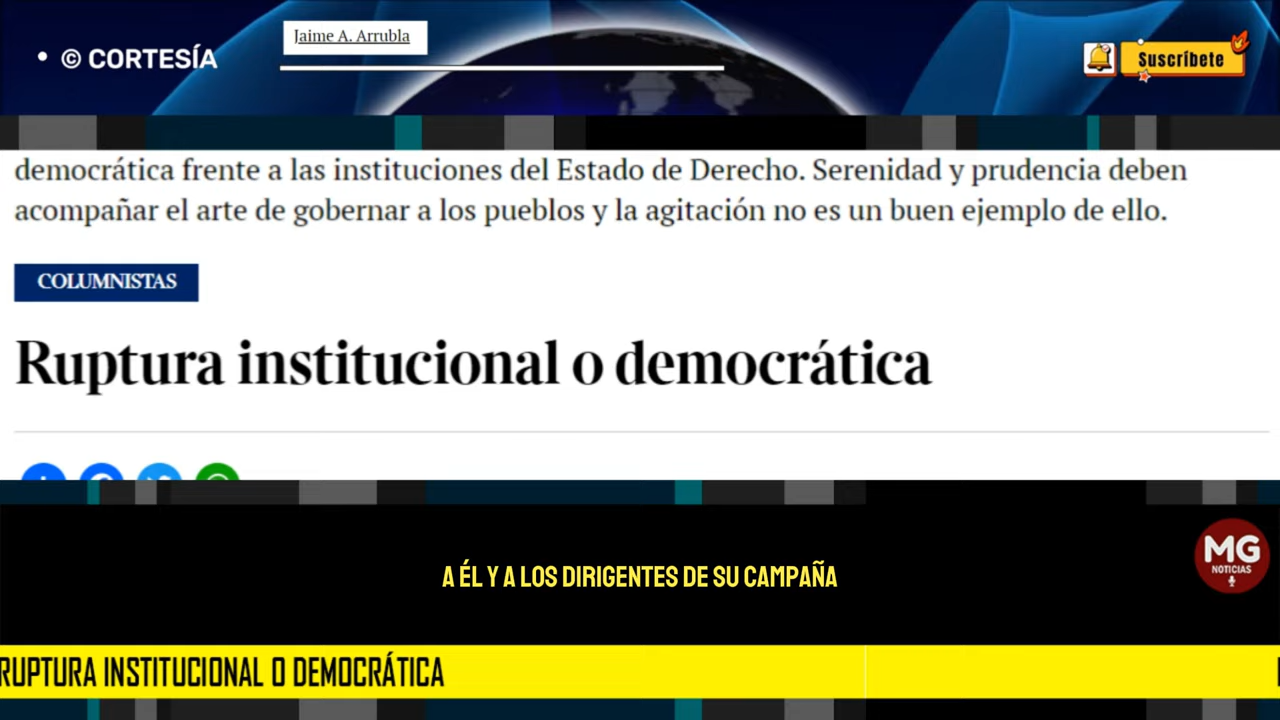 Jaime A. Arrubla
• © CORTESÍA
Suscríbete
democrática frente a las instituciones del Estado de Derecho. Serenidad y prudencia deben
acompañar el arte de gobernar a los pueblos y la agitación no es un buen ejemplo de ello.
COLUMNISTAS
Ruptura institucional o democrática
MG
NOTICIAS
A ÉL Y A LOS DIRIGENTES DE SU CAMPAÑA
RUPTURA INSTITUCIONAL O DEMOCRÁTICA